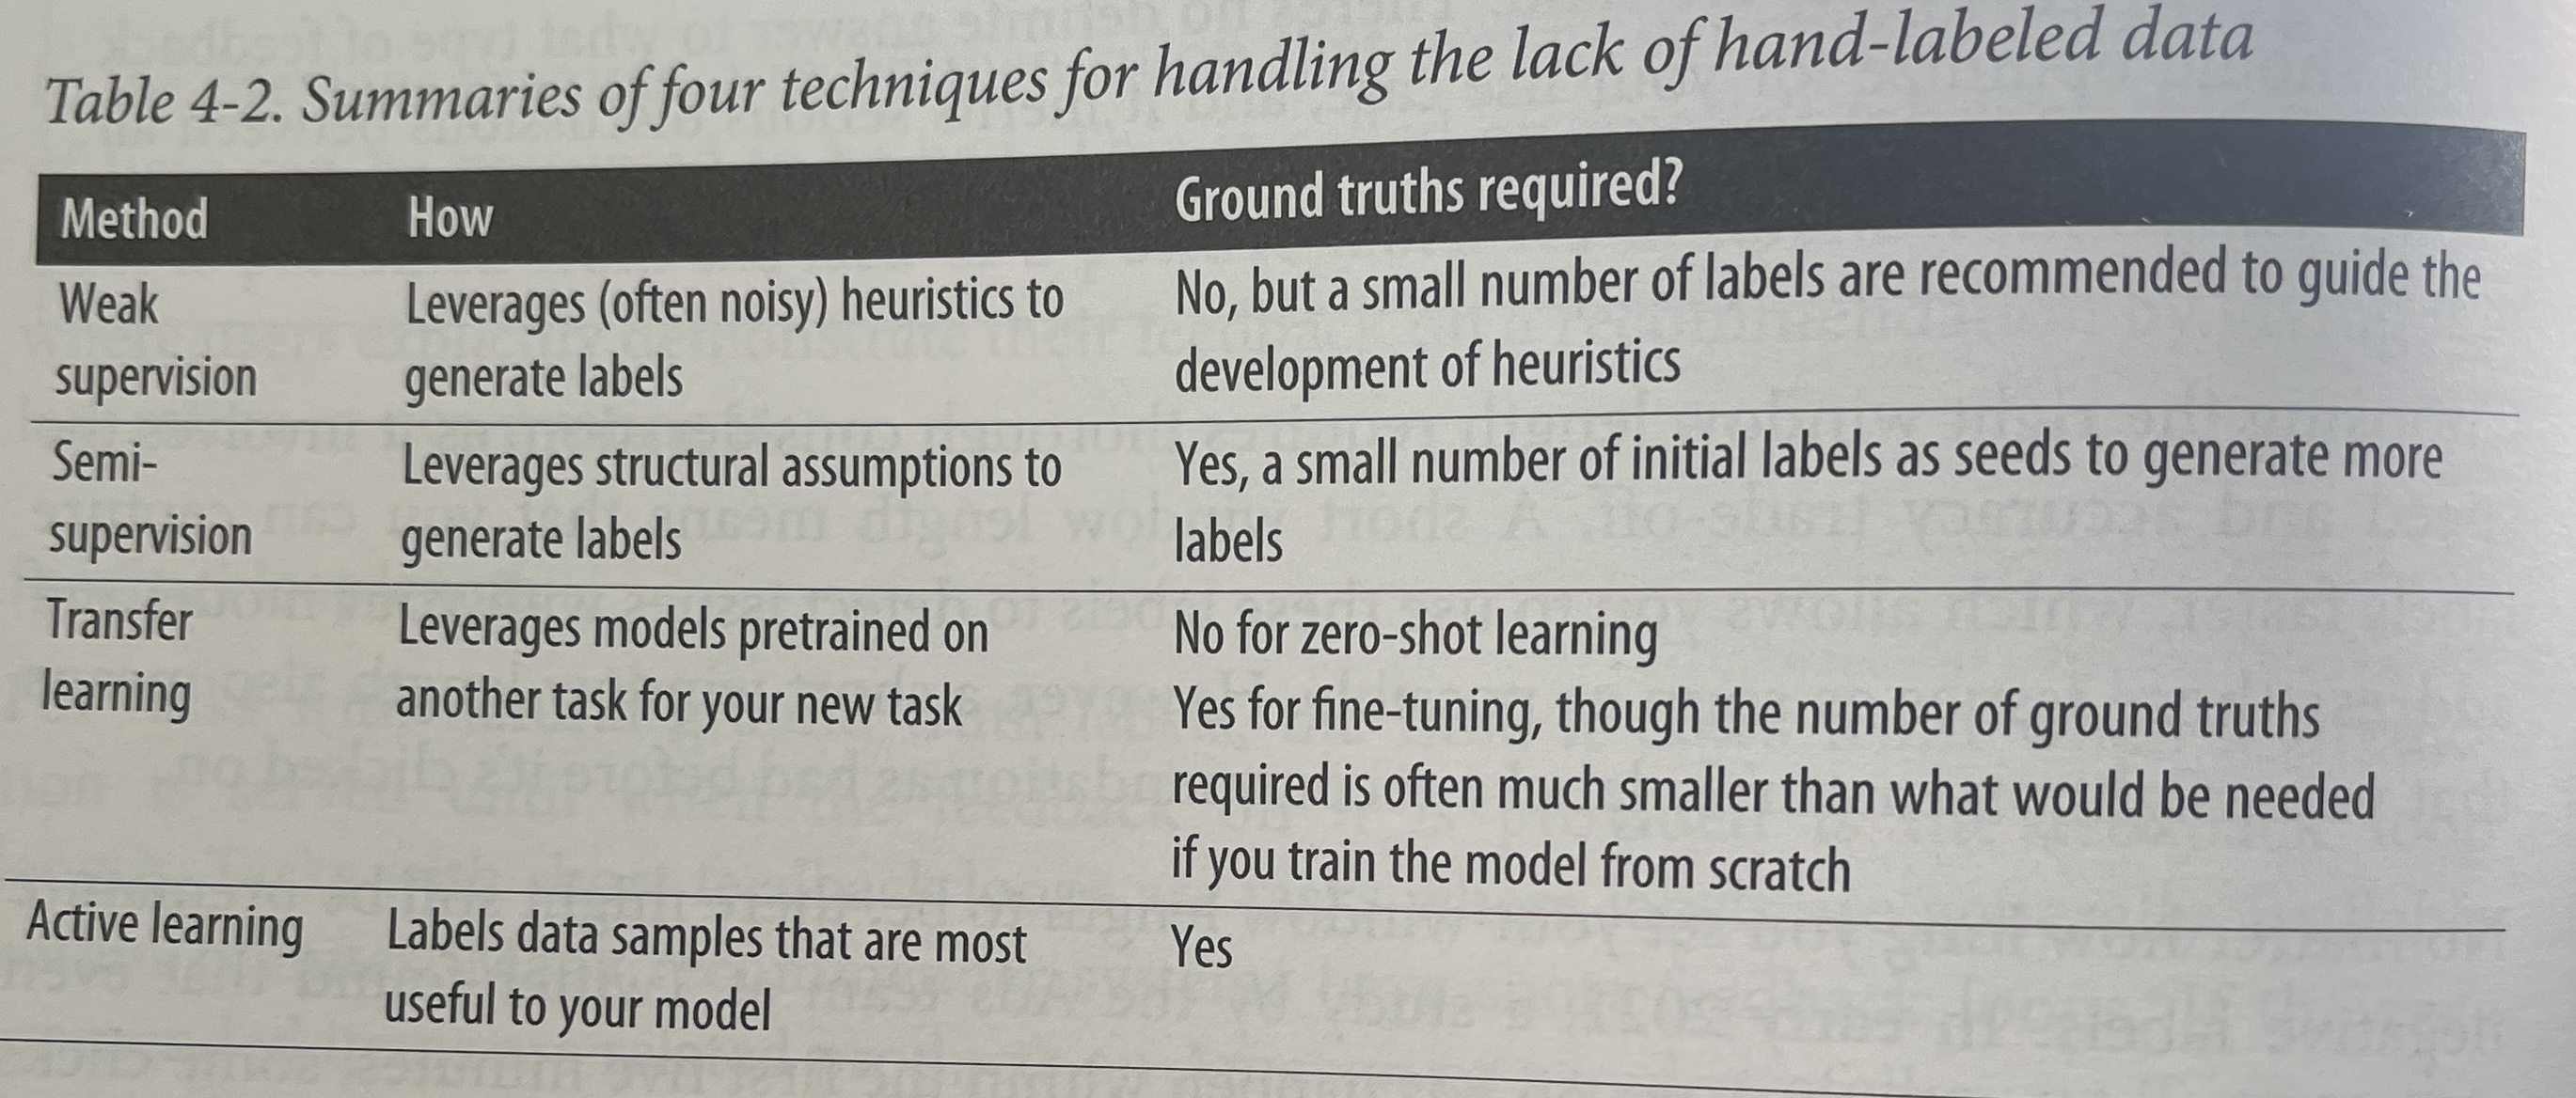 Table 4-2. Summaries of four techniques for handling the lack of hand-labeled data
Method How Ground truths required?
Weak Leverages (often noisy) heuristics to No, but a small number of labels are recommended to guide the
supervision generate labels development of heuristics
Semi- Leverages structural assumptions to Yes, a small number of initial labels as seeds to generate more
supervision generate labels labels
Transfer Leverages models pretrained on No for zero-shot learning
learning another task for your new task Yes for fine-tuning, though the number of ground truths
required is often much smaller than what would be needed
if you train the model from scratch
Active learning Labels data samples that are most Yes
useful to your model